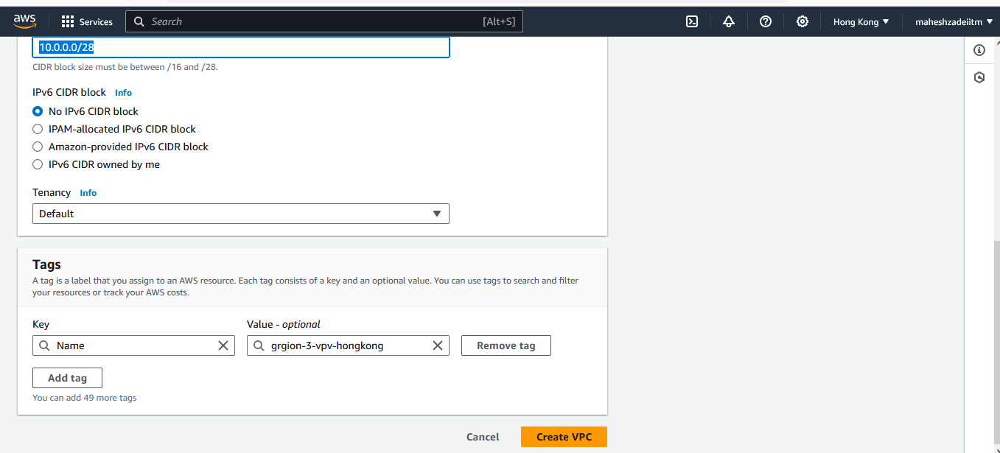 aws
Services
Search
[Alt+S]
Hong Kong
maheshzadeiitm
10.0.0.0/28
CIDR block size must be between /16 and /28.
IPv6 CIDR block Info
No IPv6 CIDR block
IPAM-allocated IPv6 CIDR block
Amazon-provided IPv6 CIDR block
IPv6 CIDR owned by me
Tenancy Info
Default
Tags
A tag is a label that you assign to an AWS resource. Each tag consists of a key and an optional value. You can use tags to search and filter
your resources or track your AWS costs.
Key
Value - optional
Name
grgion-3-vpv-hongkong
Remove tag
Add tag
You can add 49 more tags
Cancel
Create VPC